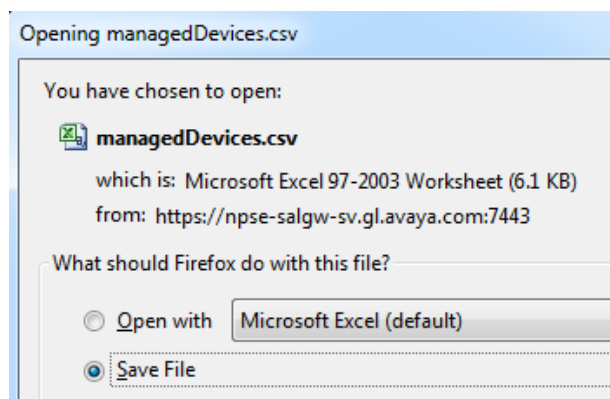 Opening managedDevices.csv
You have chosen to open:
managedDevices.csv
which is: Microsoft Excel 97-2003 Worksheet (6.1 KB)
from: https://npse-salgw-sv.gl.avaya.com:7443
What should Firefox do with this file?
Open with Microsoft Excel (default)
Save File